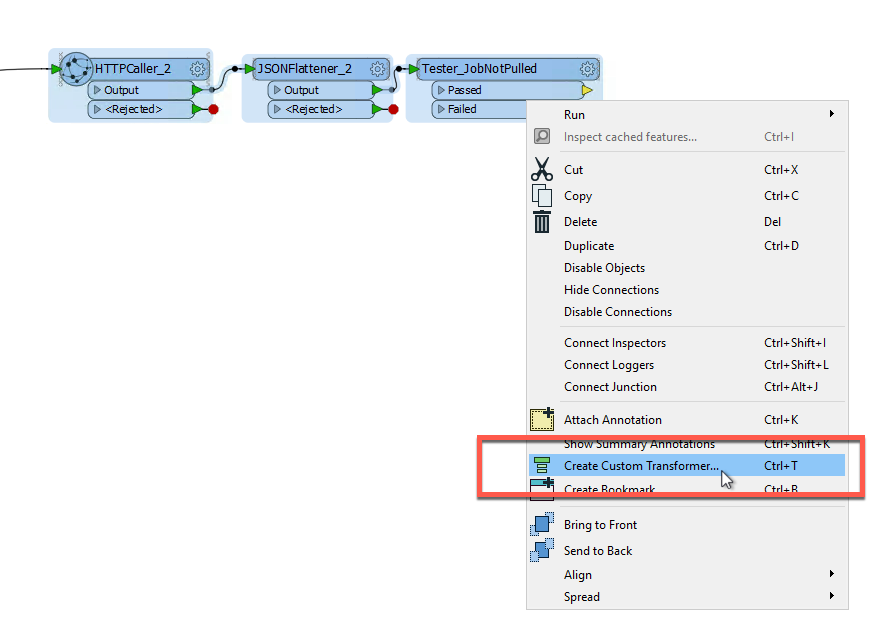 HTTPCaller_2
Output
<Rejected>
JSONFlattener_2
Output
<Rejected>
Tester_JobNotPulled
Passed
Failed
Run
Inspect cached features... Ctrl+I
Cut Ctrl+X
Copy Ctrl+C
Delete Del
Duplicate Ctrl+D
Disable Objects
Hide Connections
Disable Connections
Connect Inspectors Ctrl+Shift+I
Connect Loggers Ctrl+Shift+L
Connect Junction Ctrl+Alt+J
Attach Annotation Ctrl+K
Show Summary Annotations Ctrl+Shift+K
Create Custom Transformer... Ctrl+T
Create Bookmark Ctrl+B
Bring to Front
Send to Back
Align
Spread